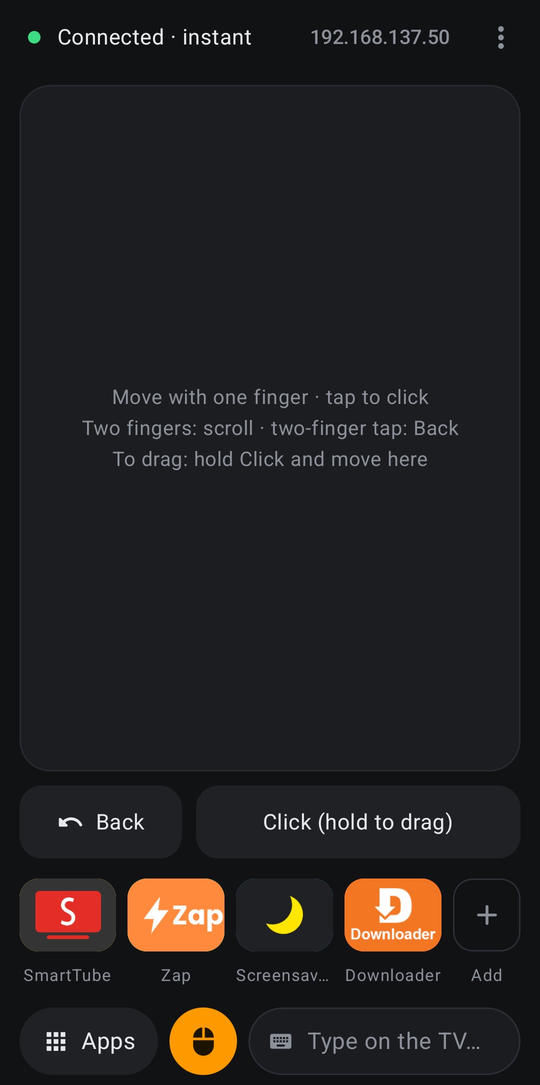 Connected · instant
192.168.137.50
Move with one finger · tap to click
Two fingers: scroll · two-finger tap: Back
To drag: hold Click and move here
Back
Click (hold to drag)
S
Zap
D
Downloader
SmartTube
Zap
Screensav...
Downloader
Add
Apps
Type on the TV...